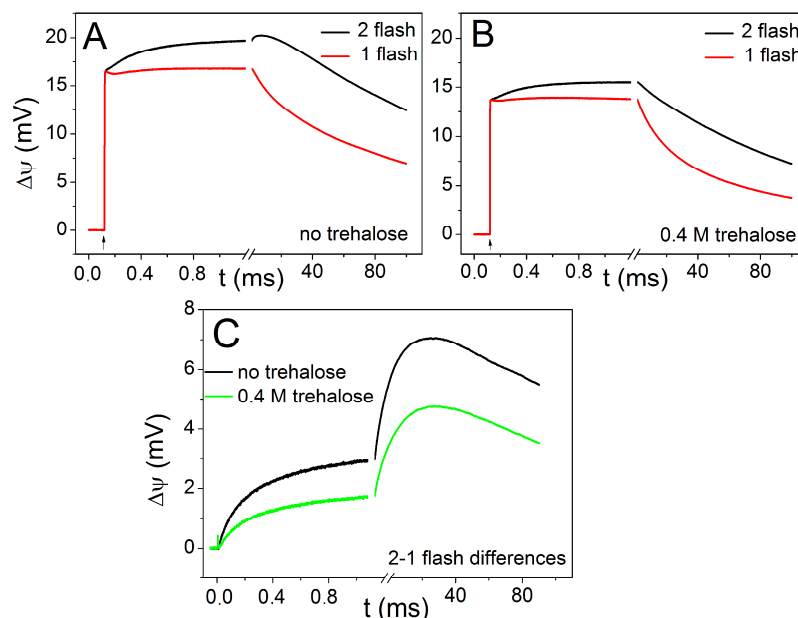 A
2 flash
1 flash
20
15
10
5
0
Δψ (mV)
no trehalose
0.0
0.4
0.8
40
80
t (ms)
B
2 flash
1 flash
20
15
10
5
0
0.4 M trehalose
0.0
0.4
0.8
40
80
t (ms)
C
no trehalose
0.4 M trehalose
8
6
4
2
0
Δψ (mV)
2-1 flash differences
0.0
0.4
0.8
40
80
t (ms)